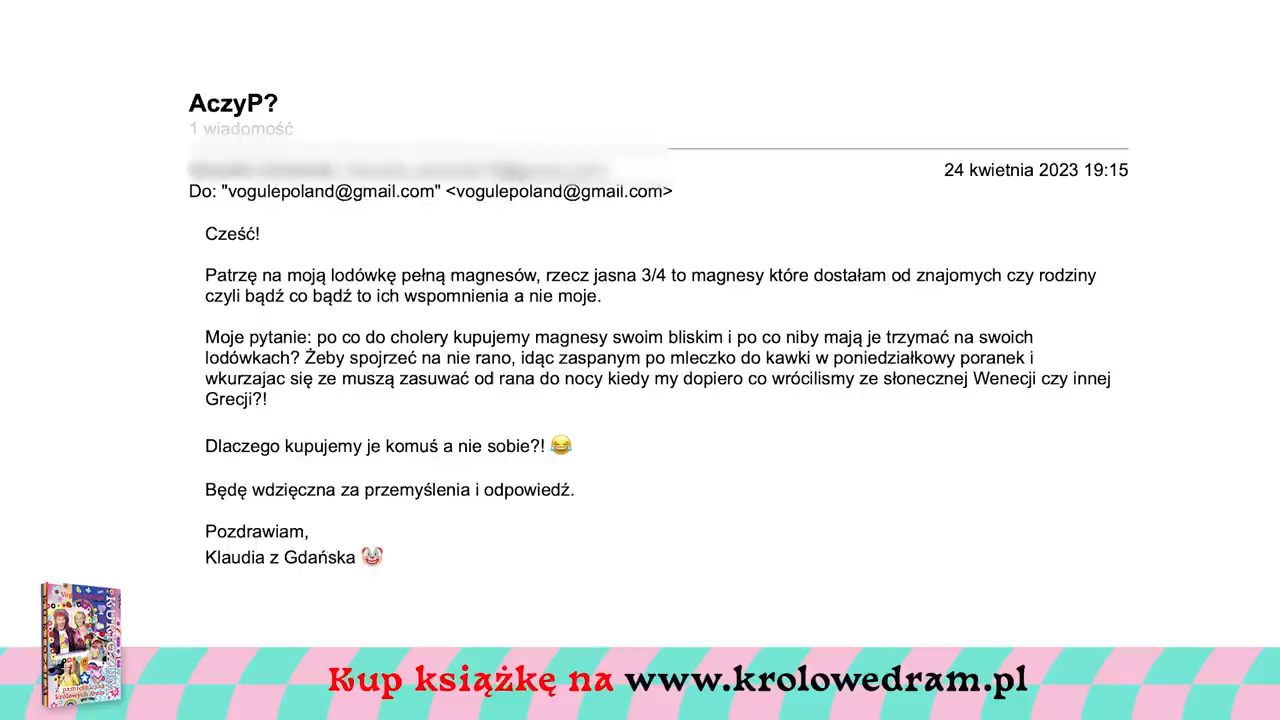 AczyP?
1 wiadomość
24 kwietnia 2023 19:15
Do: "vogulepoland@gmail.com" <vogulepoland@gmail.com>
Cześć!
Patrzę na moją lodówkę pełną magnesów, rzecz jasna 3/4 to magnesy które dostałam od znajomych czy rodziny
czyli bądź co bądź to ich wspomnienia a nie moje.
Moje pytanie: po co do cholery kupujemy magnesy swoim bliskim i po co niby mają je trzymać na swoich
lodówkach? Żeby spojrzeć na nie rano, idąc zaspanym po mleczko do kawki w poniedziałkowy poranek i
wkurzajac się ze muszą zasuwać od rana do nocy kiedy my dopiero co wrócilismy ze słonecznej Wenecji czy innej
Grecji?!
Dlaczego kupujemy je komuś a nie sobie?! 😂
Będę wdzięczna za przemyślenia i odpowiedź.
Pozdrawiam,
Klaudia z Gdańska 🤡
z pamiętnika
królowych dram
Kup książkę na www.krolowedram.pl